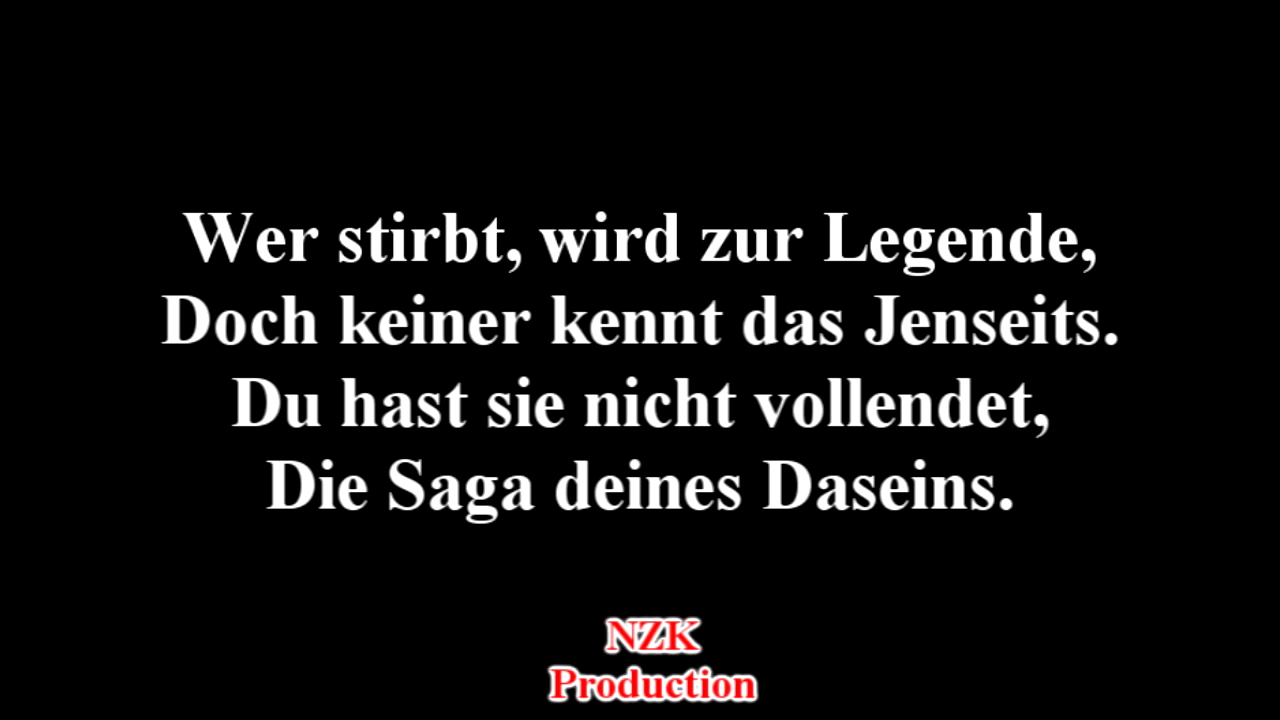 Wer stirbt, wird zur Legende,
Doch keiner kennt das Jenseits.
Du hast sie nicht vollendet,
Die Saga deines Daseins.
NZK
Production